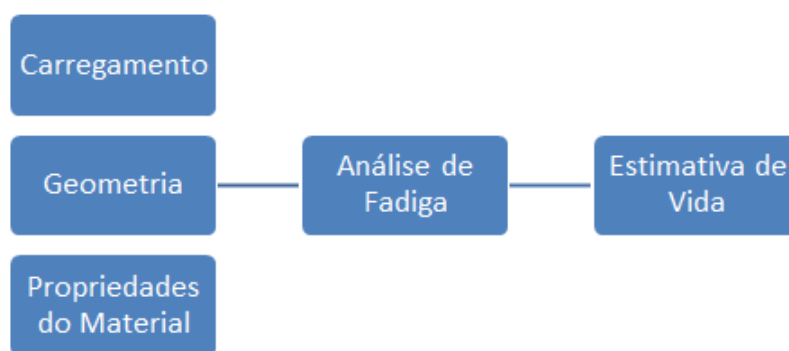 Carregamento
Geometria
Análise de
Fadiga
Estimativa de
Vida
Propriedades
do Material